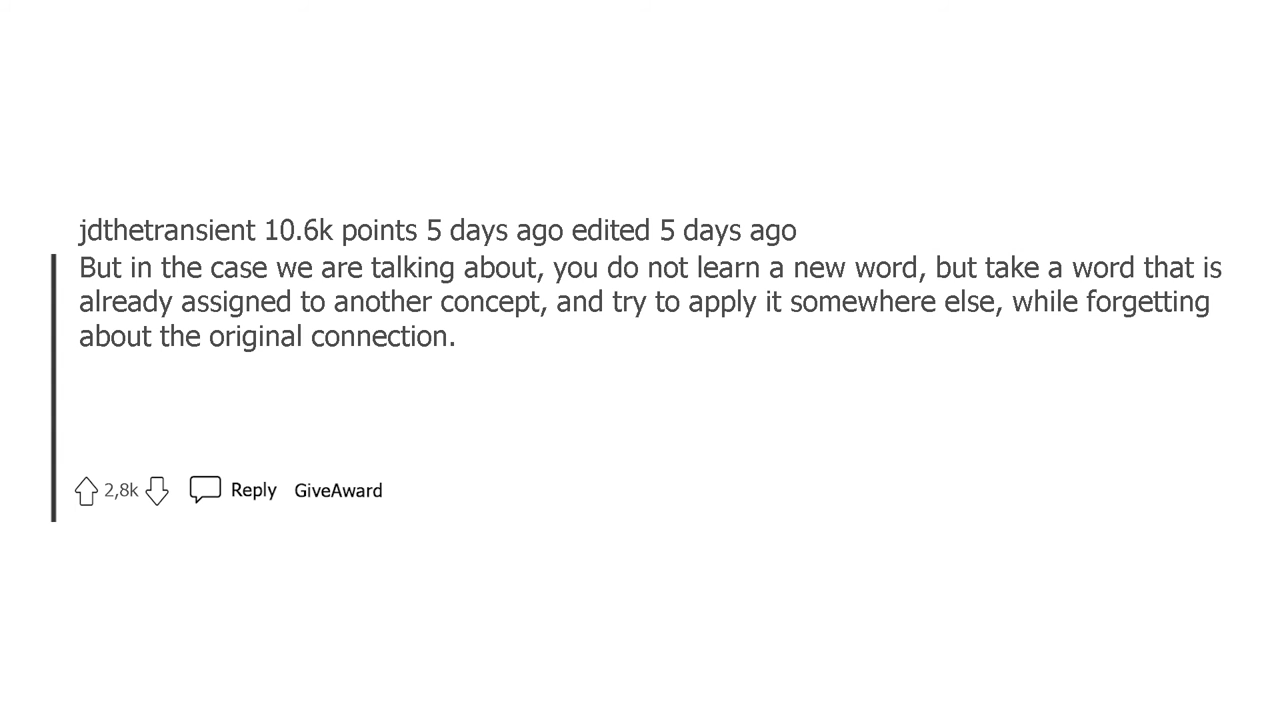 jdthetransient 10.6k points 5 days ago edited 5 days ago
But in the case we are talking about, you do not learn a new word, but take a word that is
already assigned to another concept, and try to apply it somewhere else, while forgetting
about the original connection.
2,8k Reply GiveAward